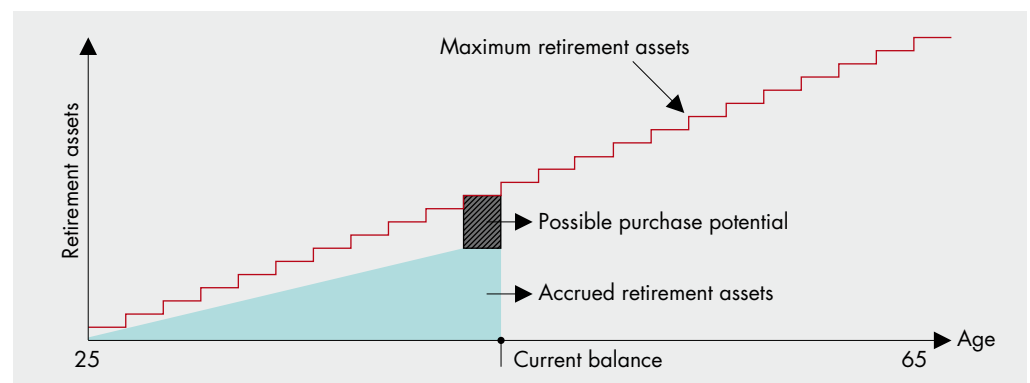 Maximum retirement assets
Retirement assets
Possible purchase potential
Accrued retirement assets
Age
25
Current balance
65